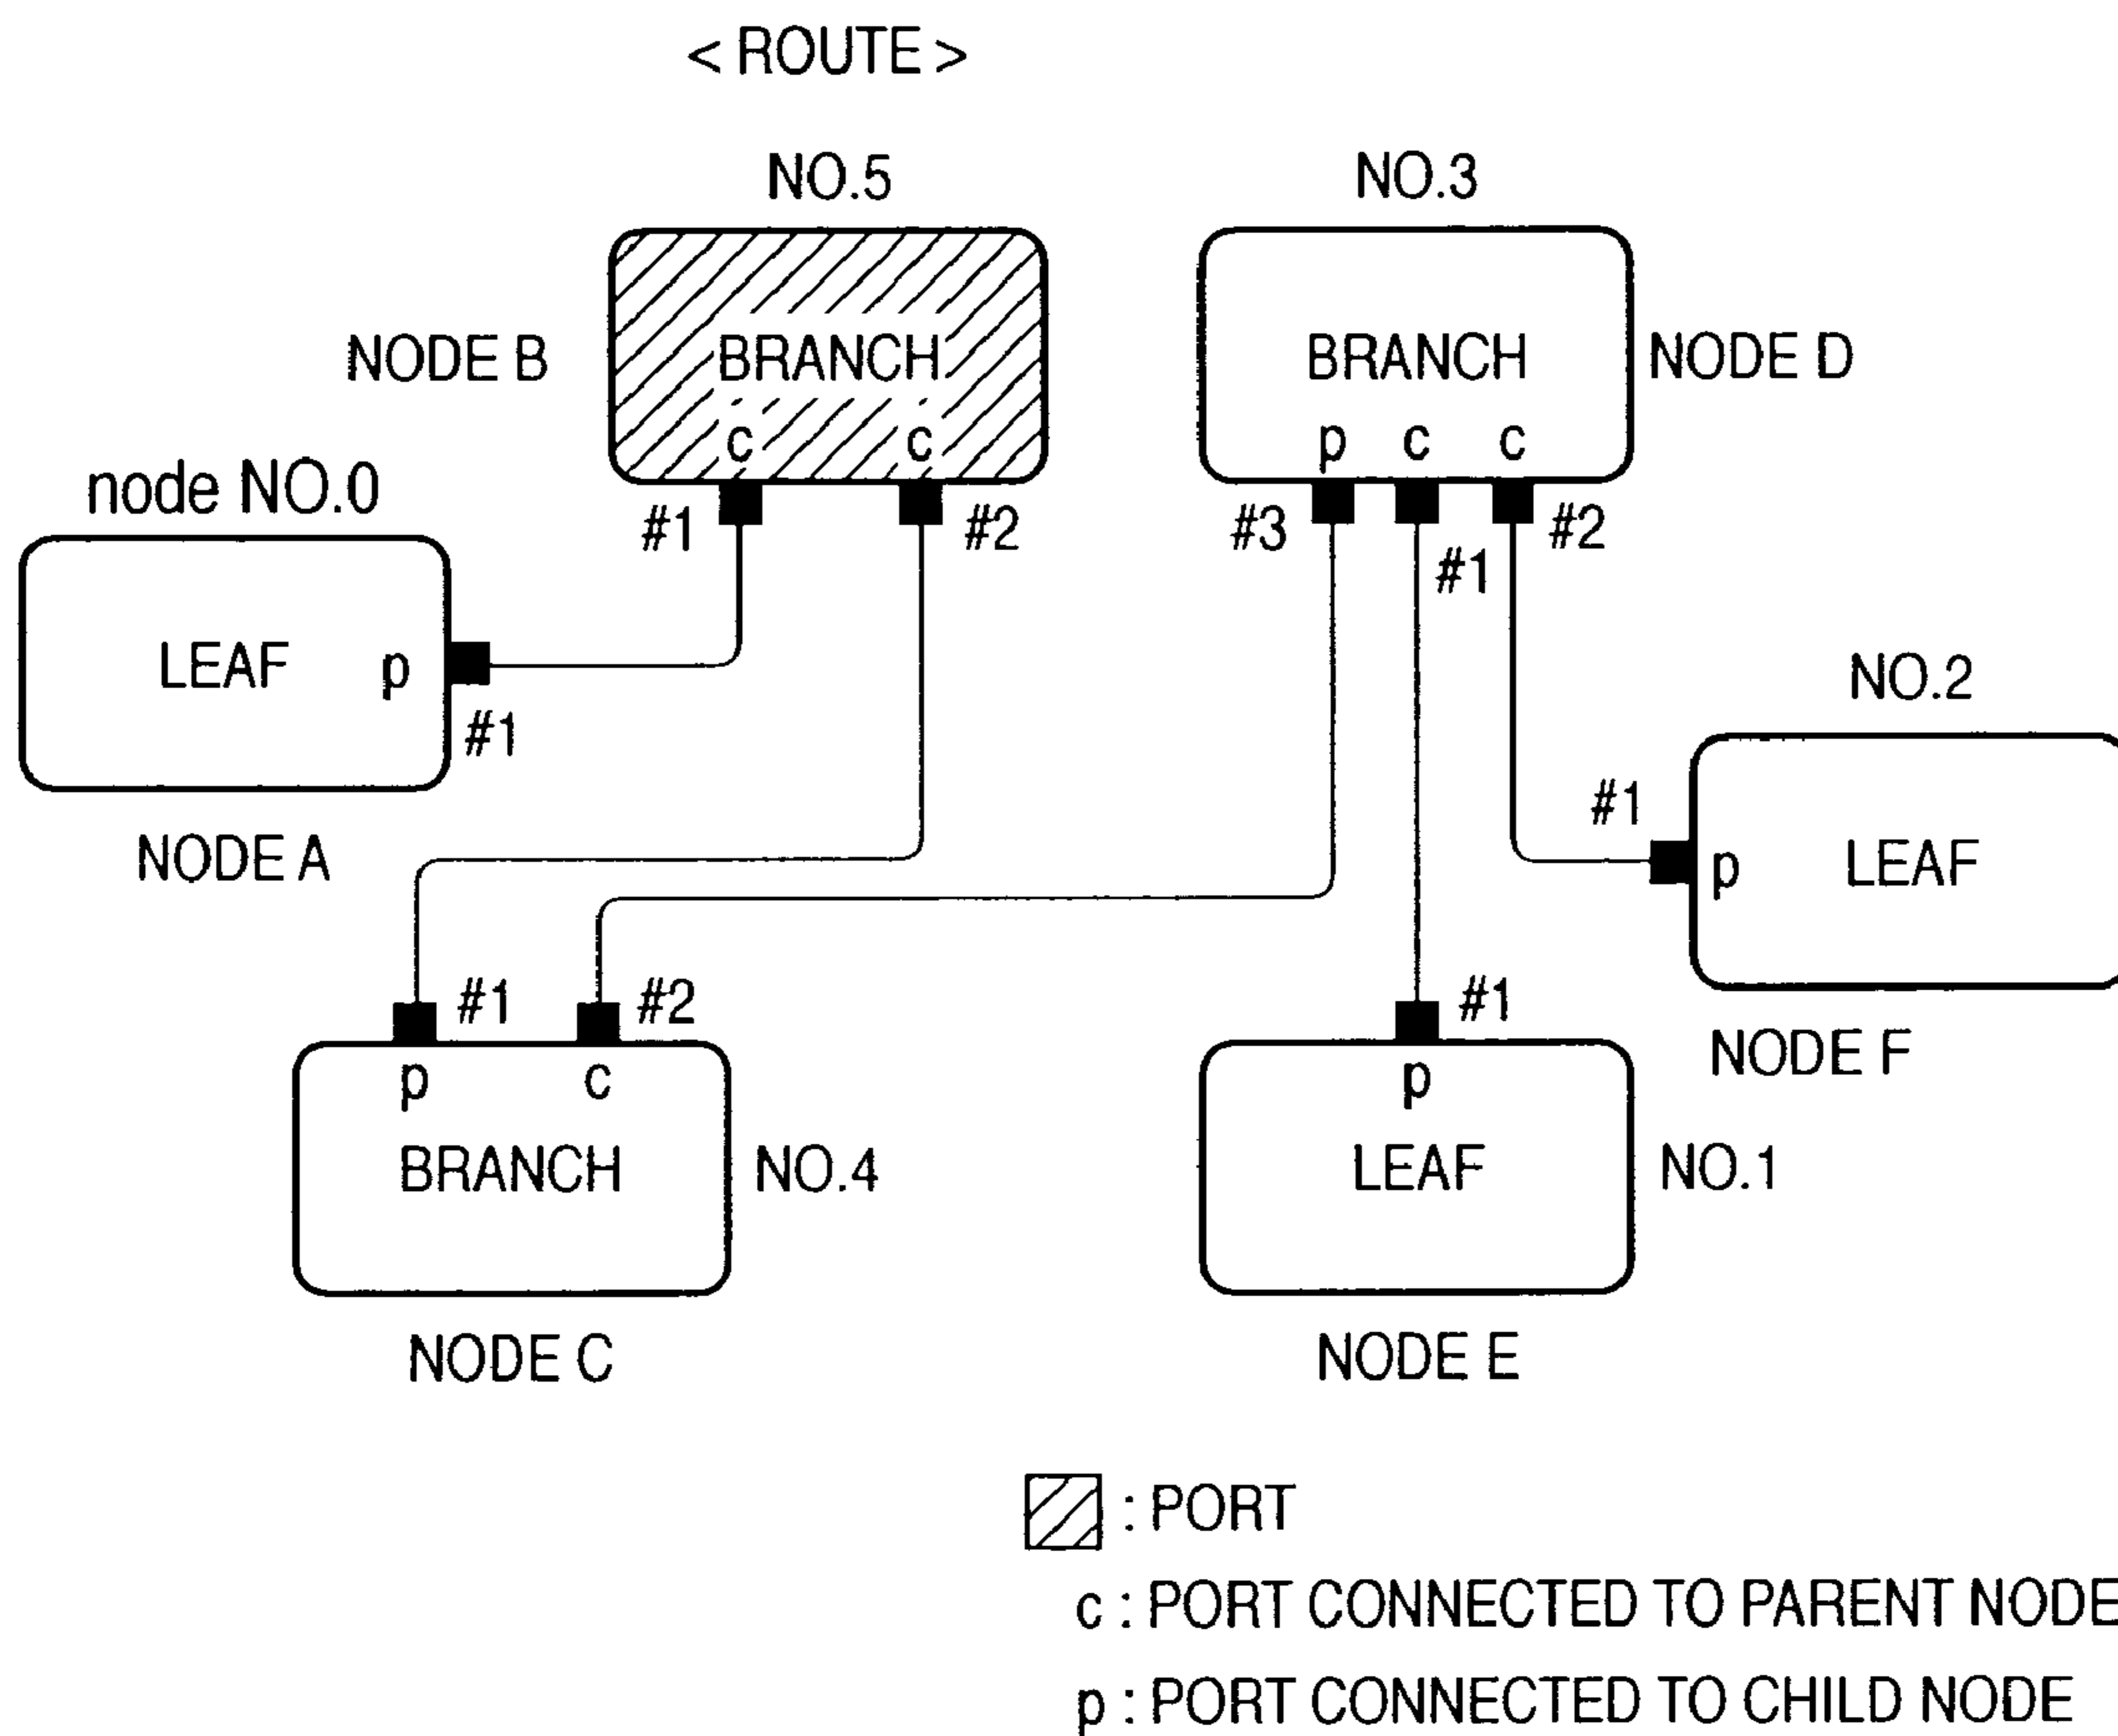 < ROUTE >
NO.5
NO.3
NODE B
BRANCH
c c
#1
#2
BRANCH
p c c
NODE D
#3
#1
#2
node NO.0
LEAF p
#1
NODE A
NO.2
#1
p LEAF
NODE F
#1
#2
p c
BRANCH
NO.4
NODE C
#1
p
LEAF
NO.1
NODE E
: PORT
c : PORT CONNECTED TO PARENT NODE
p : PORT CONNECTED TO CHILD NODE